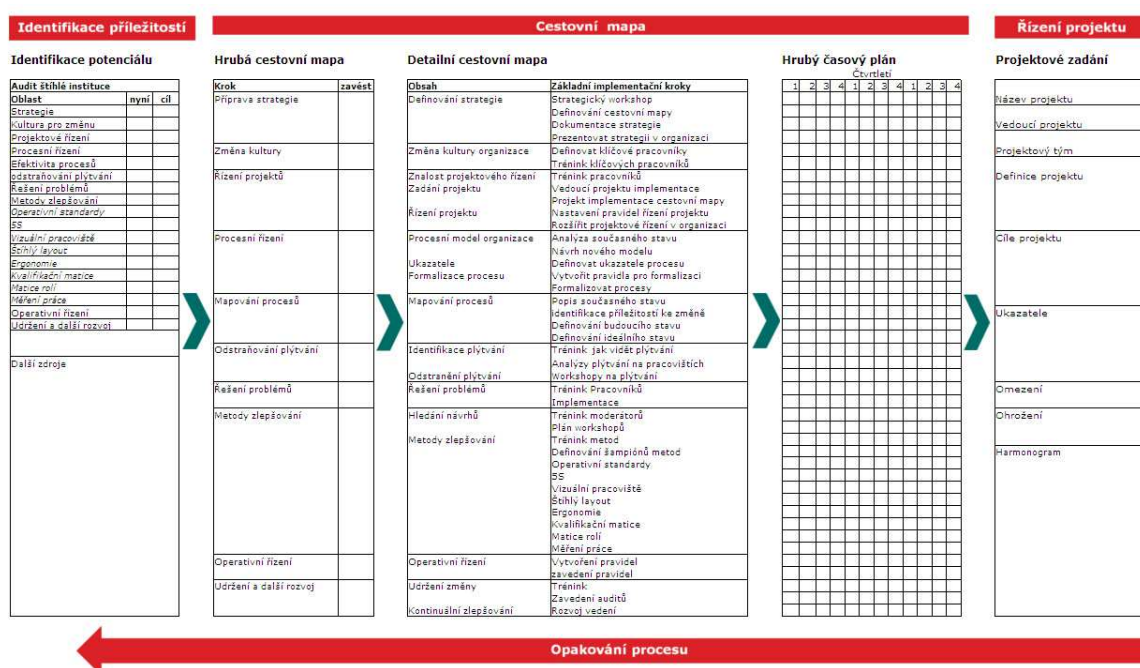 Identifikace příležitostí
Cestovní mapa
Řízení projektu
Identifikace potenciálu
Audit štíhlé instituce
Oblast nyní cíl
Strategie
Kultura pro změnu
Projektové řízení
Procesní řízení
Efektivita procesů
odstraňování plýtvání
Řešení problémů
Metody zlepšování
Operativní standardy
5S
Vizuální pracoviště
Štíhlý layout
Ergonomie
Kvalifikační matice
Matice rolí
Měření práce
Operativní řízení
Udržení a další rozvoj
Další zdroje
Hrubá cestovní mapa
Krok zavést
Příprava strategie
Změna kultury
Řízení projektů
Procesní řízení
Mapování procesů
Odstraňování plýtvání
Řešení problémů
Metody zlepšování
Operativní řízení
Udržení a další rozvoj
Detailní cestovní mapa
Obsah Základní implementační kroky
Definování strategie Strategický workshop
Definování cestovní mapy
Dokumentace strategie
Prezentovat strategii v organizaci
Změna kultury organizace Definovat klíčové pracovníky
Trénink klíčových pracovníků
Znalost projektového řízení Trénink pracovníků
Zadání projektu Vedoucí projektu implementace
Projekt implementace cestovní mapy
Řízení projektu Nastavení pravidel řízení projektu
Rozšířit projektové řízení v organizaci
Procesní model organizace Analýza současného stavu
Návrh nového modelu
Ukazatele Definovat ukazatele procesu
Formalizace procesu Vytvořit pravidla pro formalizaci
Formalizovat procesy
Mapování procesů Popis současného stavu
identifikace příležitostí ke změně
Definování budoucího stavu
Definování ideálního stavu
Identifikace plýtvání Trénink jak vidět plýtvání
Analýzy plýtvání na pracovištích
Odstranění plýtvání Workshopy na plýtvání
Řešení problémů Trénink Pracovníků
Implementace
Hledání návrhů Trénink moderátorů
Plán workshopů
Metody zlepšování Trénink metod
Definování šampiónů metod
Operativní standardy
5S
Vizuální pracoviště
Štíhlý layout
Ergonomie
Kvalifikační matice
Matice rolí
Měření práce
Operativní řízení Vytvoření pravidel
zavedení pravidel
Udržení změny Trénink
Zavedení auditů
Kontinuální zlepšování Rozvoj vedení
Hrubý časový plán
Čtvrtletí
1 2 3 4 1 2 3 4 1 2 3 4
Projektové zadání
Název projektu
Vedoucí projektu
Projektový tým
Definice projektu
Cíle projektu
Ukazatele
Omezení
Ohrožení
Harmonogram
Opakování procesu